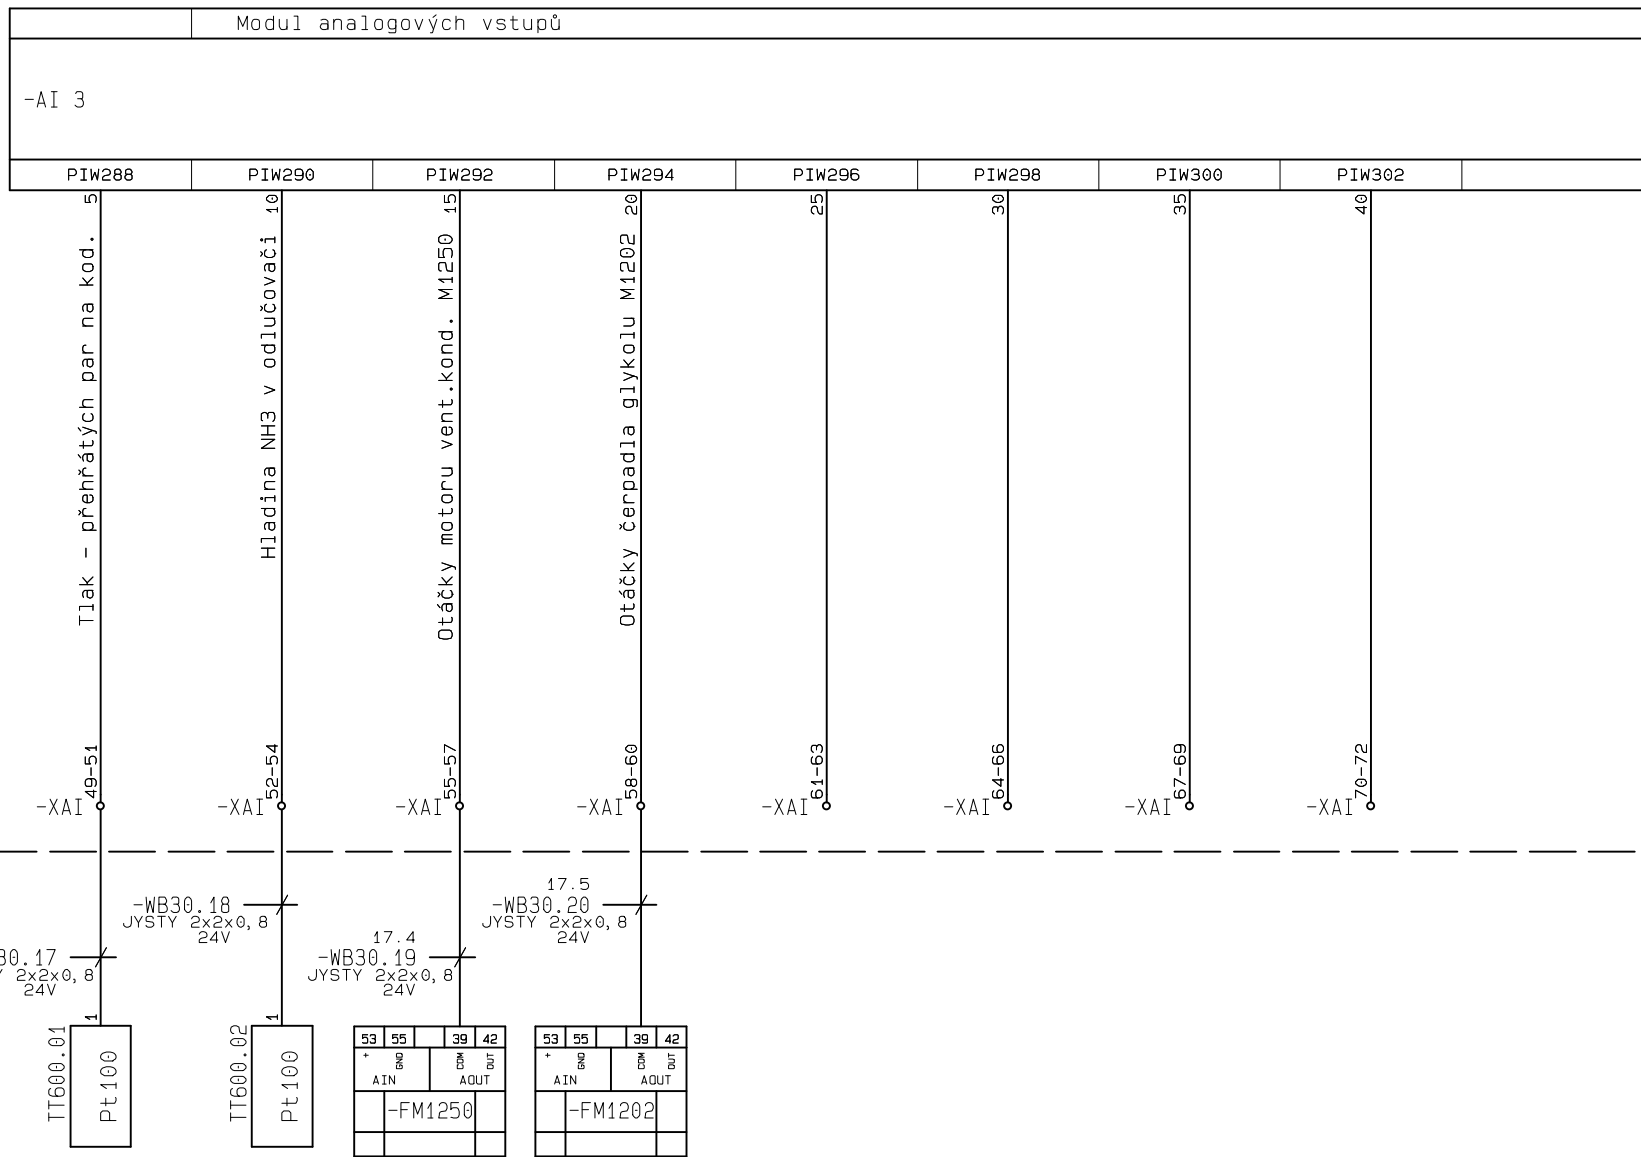 Modul analogových vstupů
-AI 3
PIW288 PIW290 PIW292 PIW294 PIW296 PIW298 PIW300 PIW302
5 10 15 20 25 30 35 40
Tlak - přehřátých par na kod.
Hladina NH3 v odlučovači
Otáčky motoru vent.kond. M1250
Otáčky čerpadla glykolu M1202
49-51 52-54 55-57 58-60 61-63 64-66 67-69 70-72
-XAI -XAI -XAI -XAI -XAI -XAI -XAI -XAI
17.5
-WB30.18 -WB30.20
JYSTY 2x2x0,8 JYSTY 2x2x0,8
24V 24V
17.4
30.17 -WB30.19
Y 2x2x0,8 JYSTY 2x2x0,8
24V 24V
1 1
TT600.01
Pt100
TT600.02
Pt100
53 55 39 42
+ GND COM OUT
AIN AOUT
-FM1250
53 55 39 42
+ GND COM OUT
AIN AOUT
-FM1202